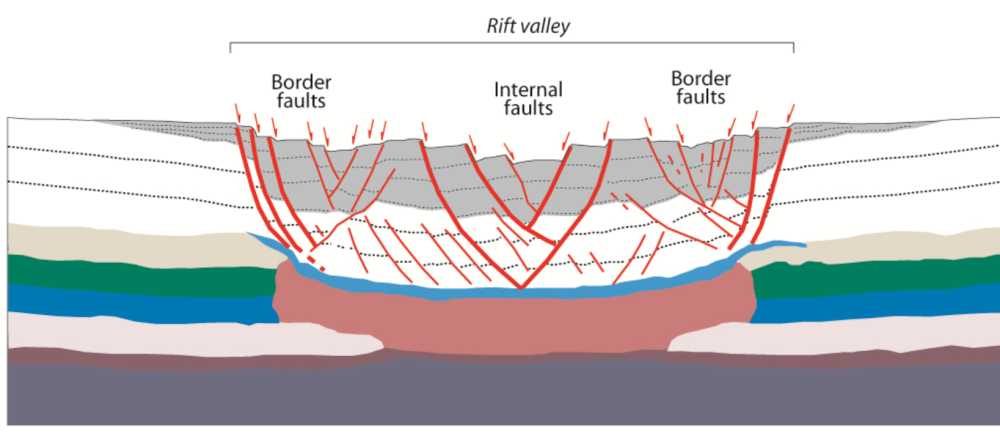 Rift valley
Border
faults
Internal
faults
Border
faults